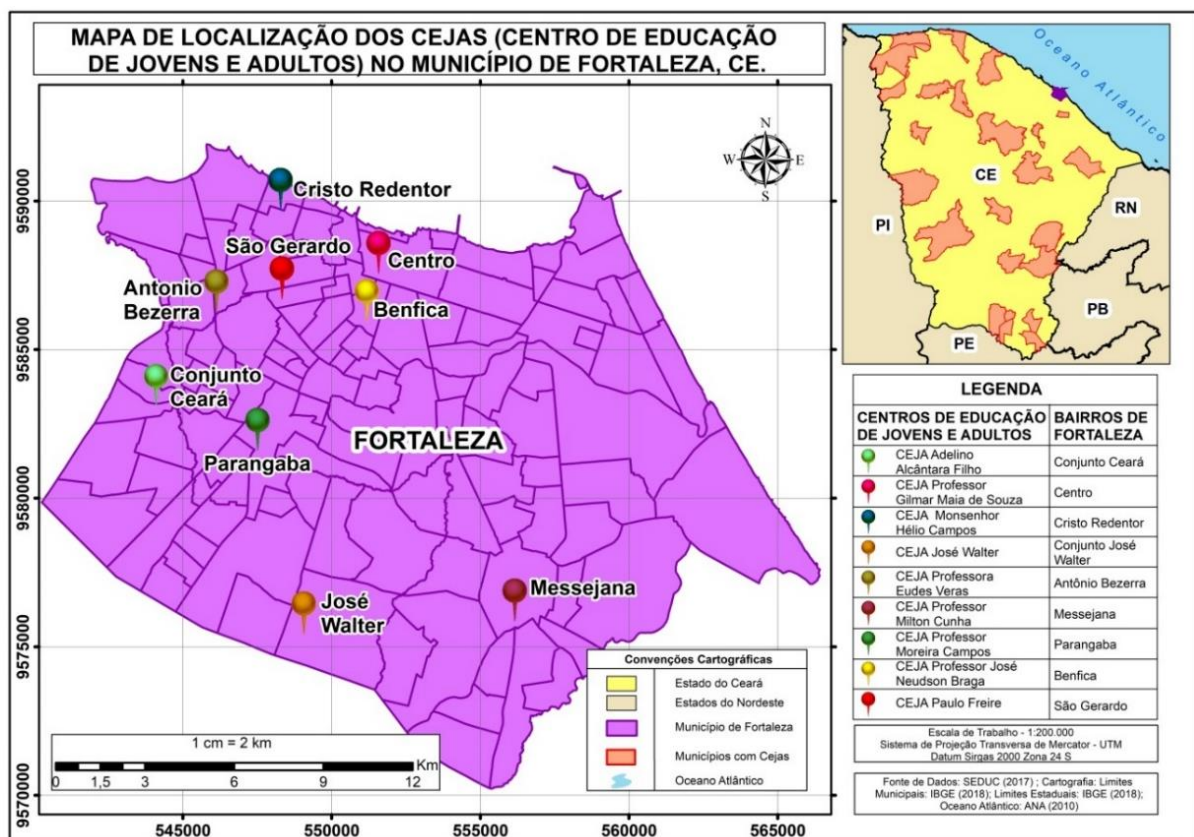 MAPA DE LOCALIZAÇÃO DOS CEJAS (CENTRO DE EDUCAÇÃO
DE JOVENS E ADULTOS) NO MUNICÍPIO DE FORTALEZA, CE.
N
W
E
S
Cristo Redentor
São Gerardo
Centro
Antonio
Bezerra
Benfica
Conjunto
Ceará
FORTALEZA
Parangaba
José
Walter
Messejana
9590000
9585000
9580000
9575000
9570000
545000
550000
555000
560000
565000
1 cm = 2 km
0
1,5
3
6
9
12
Km
Convenções Cartográficas
Estado do Ceará
Estados do Nordeste
Município de Fortaleza
Municípios com Cejas
Oceano Atlântico
Oceano Atlântico
CE
PI
RN
PB
PE
LEGENDA
CENTROS DE EDUCAÇÃO
DE JOVENS E ADULTOS
BAIRROS DE
FORTALEZA
CEJA Adelino
Alcântara Filho
Conjunto Ceará
CEJA Professor
Gilmar Maia de Souza
Centro
CEJA Monsenhor
Hélio Campos
Cristo Redentor
CEJA José Walter
Conjunto José
Walter
CEJA Professora
Eudes Veras
Antônio Bezerra
CEJA Professor
Milton Cunha
Messejana
CEJA Professor
Moreira Campos
Parangaba
CEJA Professor José
Neudson Braga
Benfica
CEJA Paulo Freire
São Gerardo
Escala de Trabalho - 1:200.000
Sistema de Projeção Transversa de Mercator - UTM
Datum Sirgas 2000 Zona 24 S
Fonte de Dados: SEDUC (2017) ; Cartografia: Limites
Municipais: IBGE (2018); Limites Estaduais: IBGE (2018);
Oceano Atlântico: ANA (2010)